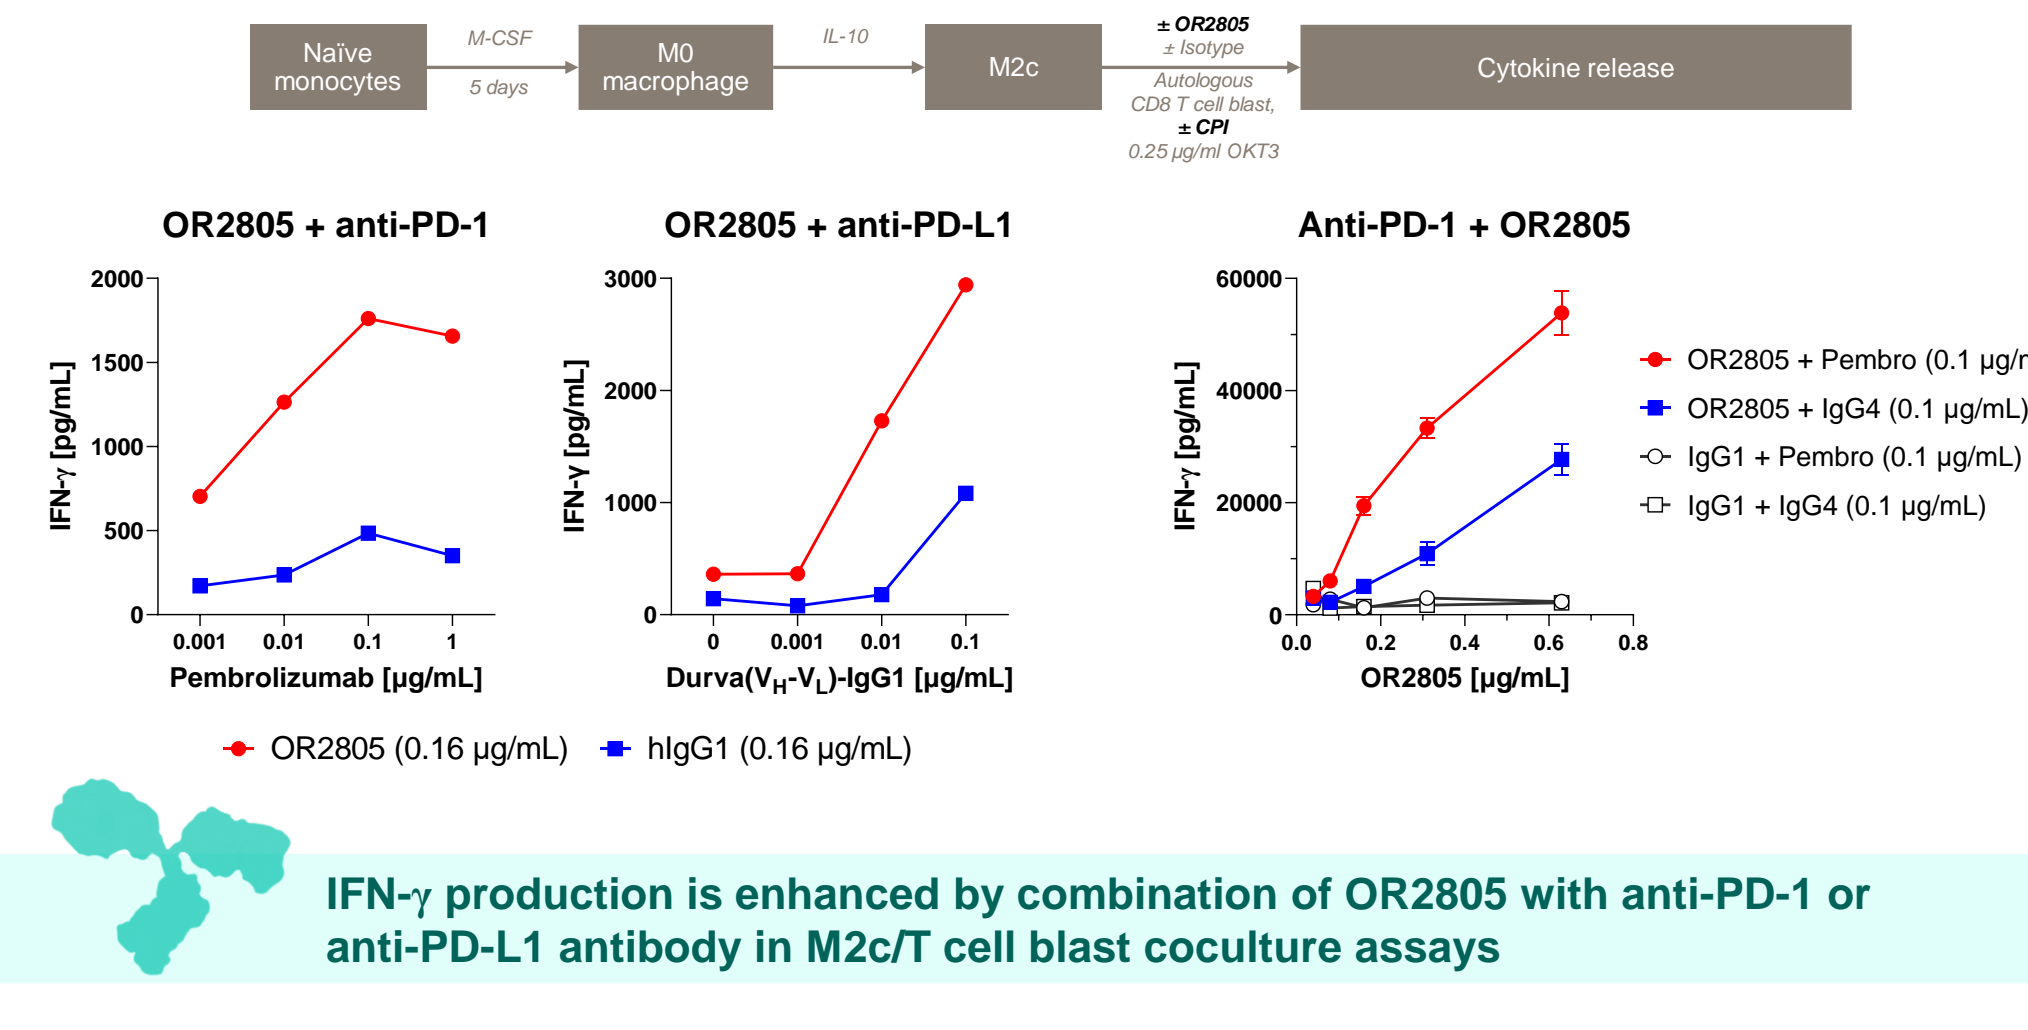 Naïve
monocytes
M-CSF
5 days
M0
macrophage
IL-10
M2c
± OR2805
± Isotype
Autologous
CD8 T cell blast,
± CPI
0.25 µg/ml OKT3
Cytokine release
OR2805 + anti-PD-1
2000
1500
1000
500
0
IFN-γ [pg/mL]
0.001 0.01 0.1 1
Pembrolizumab [µg/mL]
OR2805 + anti-PD-L1
3000
2000
1000
0
IFN-γ [pg/mL]
0 0.001 0.01 0.1
Durva(VH-VL)-IgG1 [µg/mL]
OR2805 (0.16 µg/mL) hIgG1 (0.16 µg/mL)
Anti-PD-1 + OR2805
60000
40000
20000
0
IFN-γ [pg/mL]
0.0 0.2 0.4 0.6 0.8
OR2805 [µg/mL]
OR2805 + Pembro (0.1 µg/m
OR2805 + IgG4 (0.1 µg/mL)
IgG1 + Pembro (0.1 µg/mL)
IgG1 + IgG4 (0.1 µg/mL)
IFN-γ production is enhanced by combination of OR2805 with anti-PD-1 or
anti-PD-L1 antibody in M2c/T cell blast coculture assays